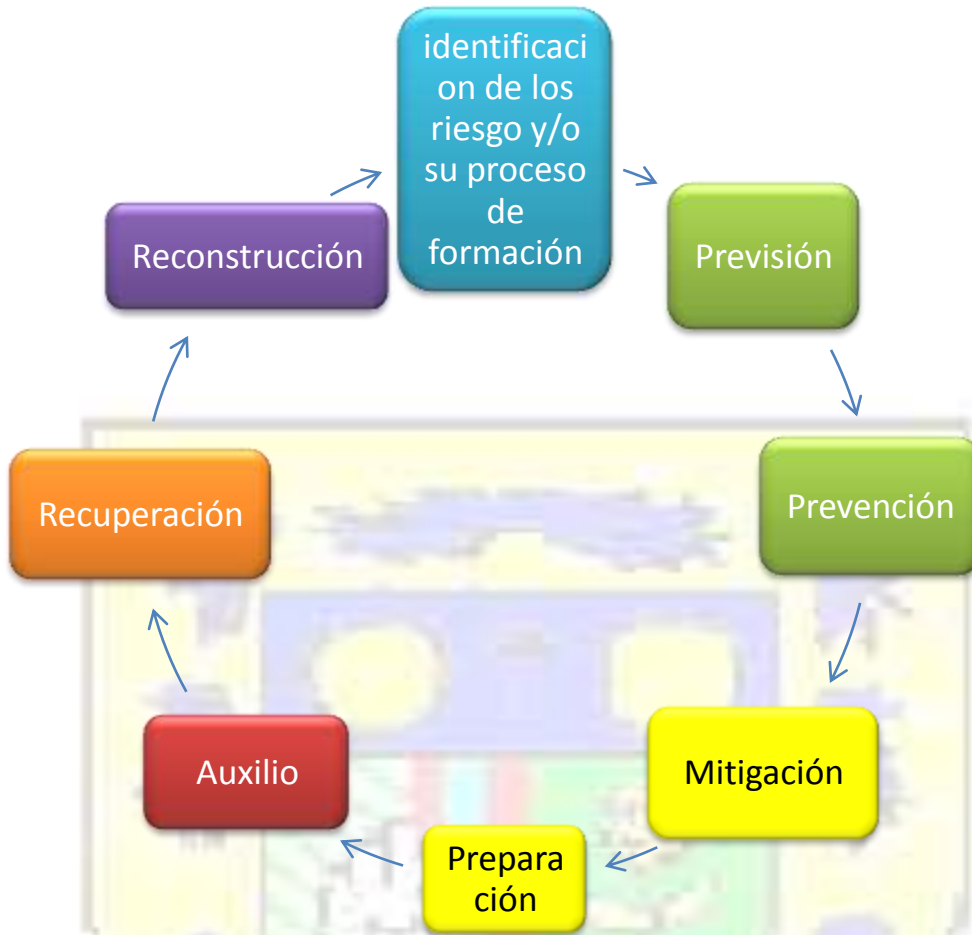 identificaci
on de los
riesgo y/o
su proceso
de
formación
Previsión
Prevención
Mitigación
Prepara
ción
Auxilio
Recuperación
Reconstrucción